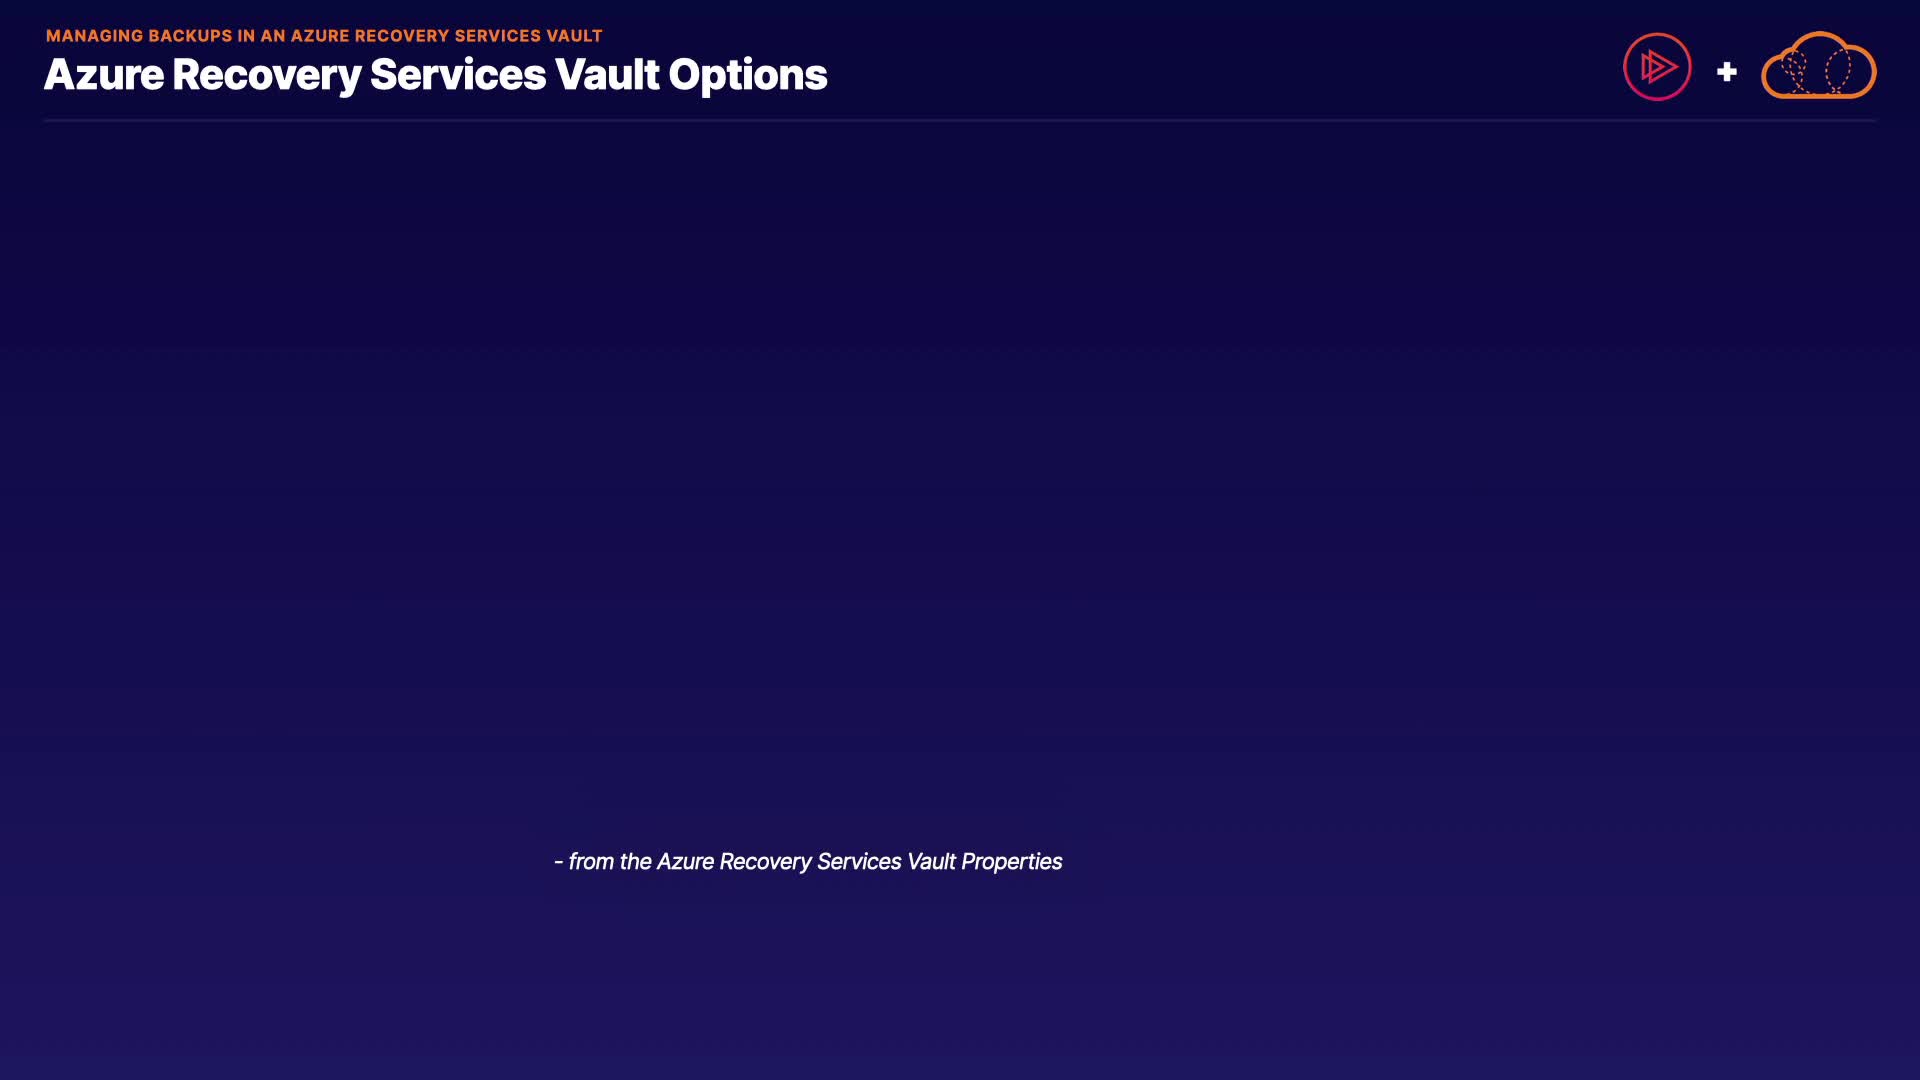 MANAGING BACKUPS IN AN AZURE RECOVERY SERVICES VAULT
Azure Recovery Services Vault Options
- from the Azure Recovery Services Vault Properties